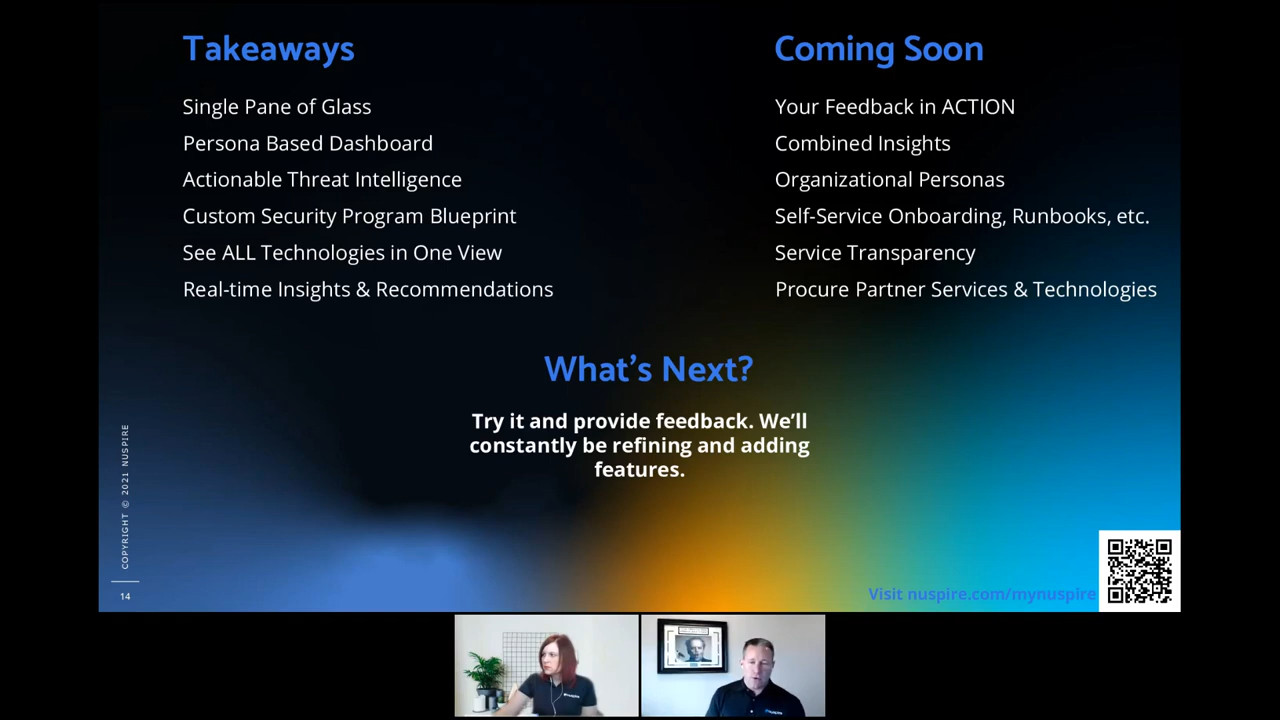 Takeaways
Single Pane of Glass
Persona Based Dashboard
Actionable Threat Intelligence
Custom Security Program Blueprint
See ALL Technologies in One View
Real-time Insights & Recommendations
Coming Soon
Your Feedback in ACTION
Combined Insights
Organizational Personas
Self-Service Onboarding, Runbooks, etc.
Service Transparency
Procure Partner Services & Technologies
What’s Next?
Try it and provide feedback. We’ll
constantly be refining and adding
features.
COPYRIGHT © 2021 NUSPIRE
14
Visit nuspire.com/mynuspire
nuspire